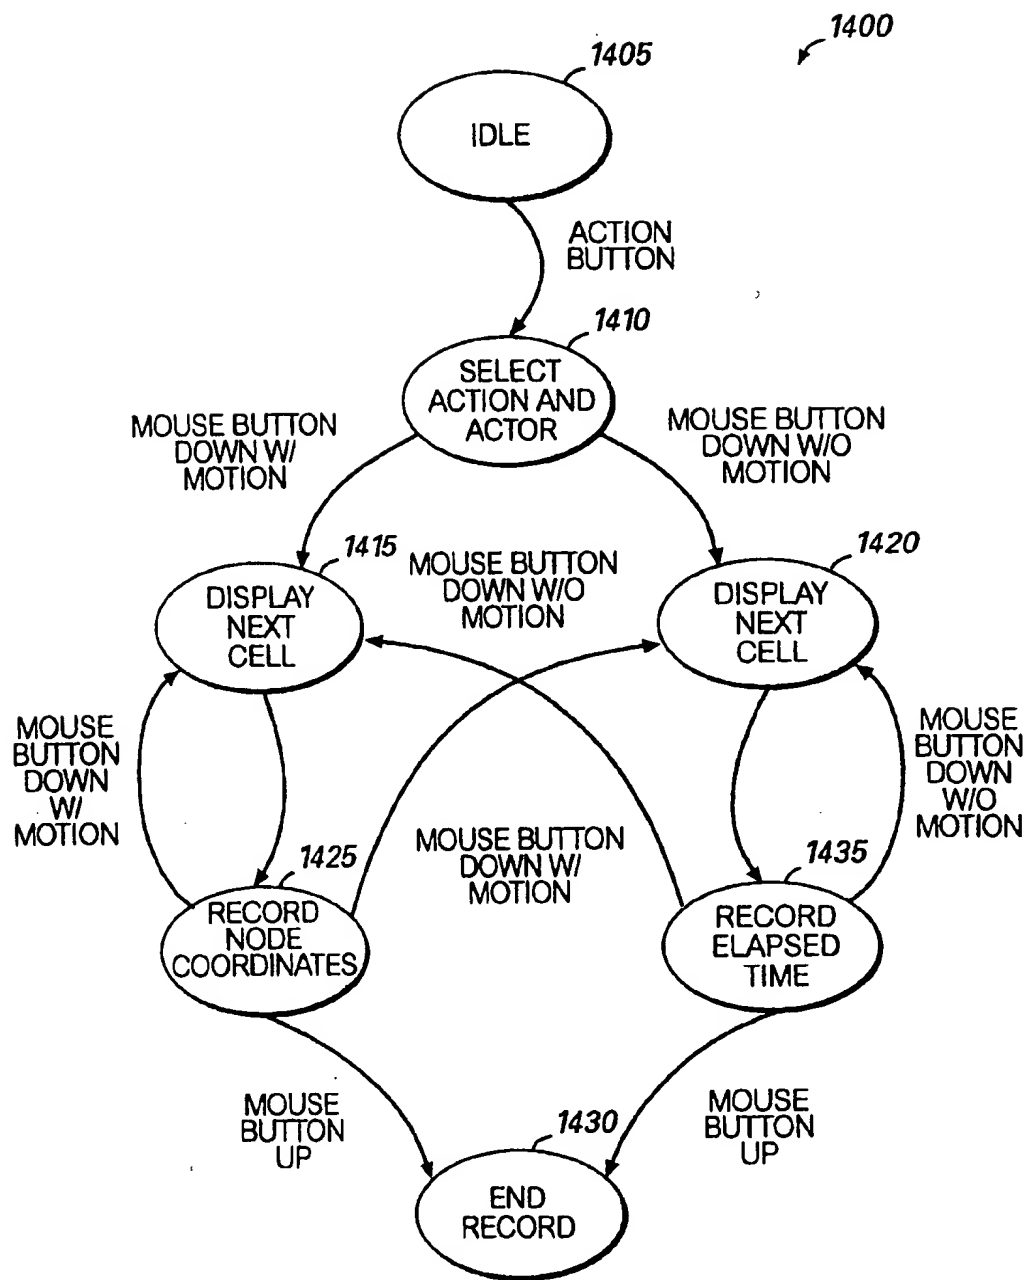 1400
1405
IDLE
ACTION
BUTTON
1410
SELECT
ACTION AND
ACTOR
MOUSE BUTTON
DOWN W/
MOTION
MOUSE BUTTON
DOWN W/O
MOTION
1415
DISPLAY
NEXT
CELL
MOUSE BUTTON
DOWN W/O
MOTION
1420
DISPLAY
NEXT
CELL
MOUSE
BUTTON
DOWN
W/
MOTION
MOUSE BUTTON
DOWN W/
MOTION
MOUSE
BUTTON
DOWN
W/O
MOTION
1425
RECORD
NODE
COORDINATES
1435
RECORD
ELAPSED
TIME
MOUSE
BUTTON
UP
MOUSE
BUTTON
UP
1430
END
RECORD